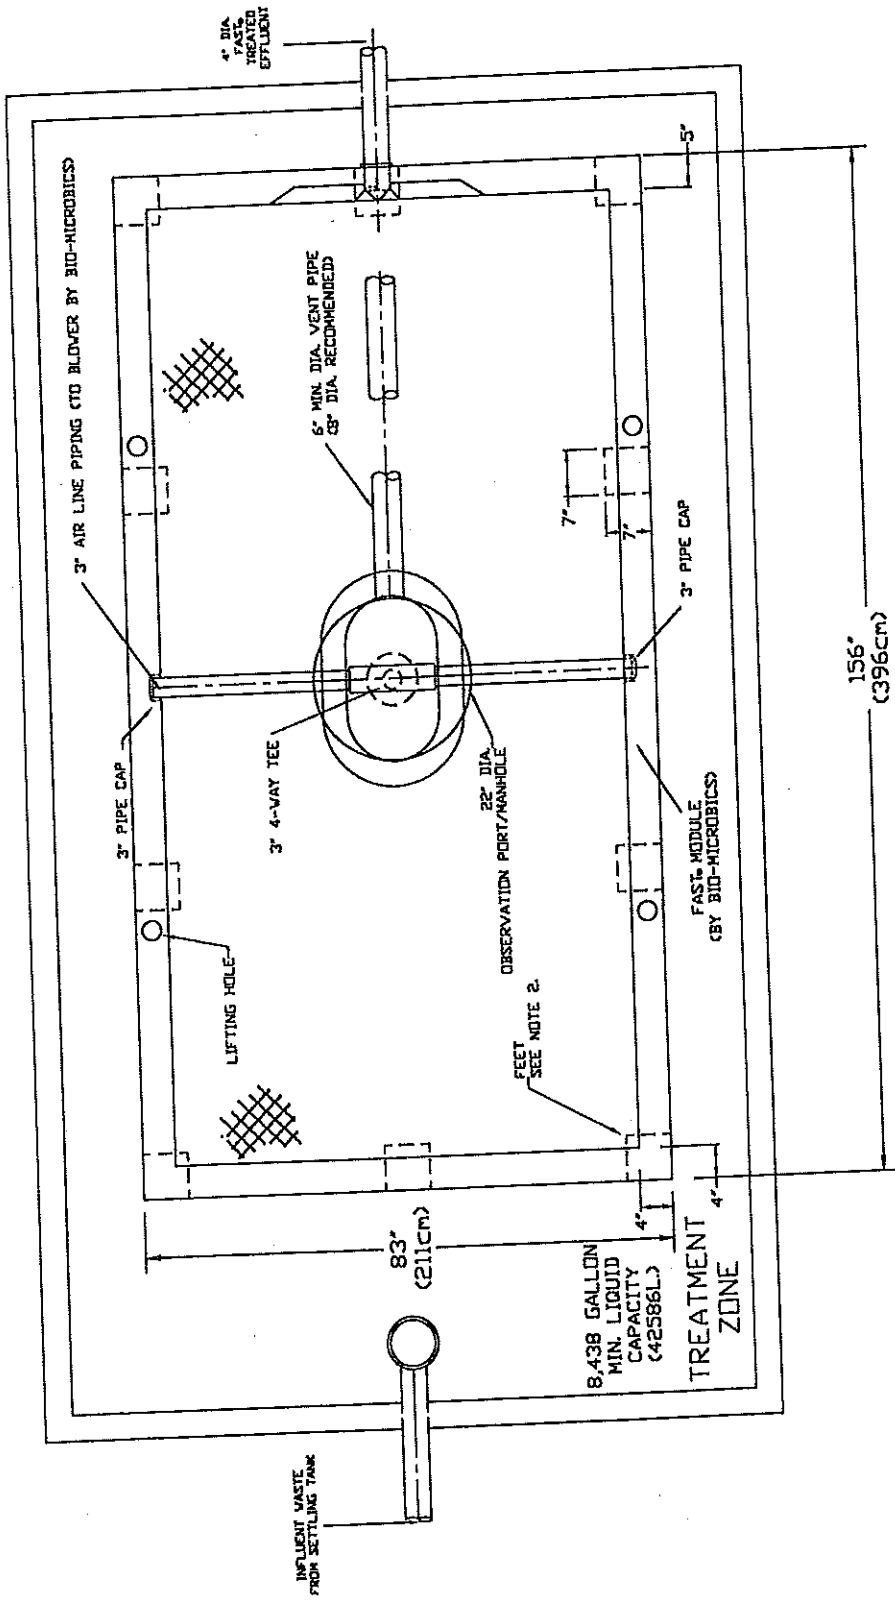 4" DIA.
FAST®
TREATED
EFFLUENT
3" AIR LINE PIPING (TO BLOWER BY BIO-MICROBICS)
5"
6" MIN. DIA. VENT PIPE
(8" DIA. RECOMMENDED)
7"
7"
3" PIPE CAP
3" PIPE CAP
3" 4-WAY TEE
22" DIA.
OBSERVATION PORT/MANHOLE
156"
(396cm)
FAST® MODULE
(BY BIO-MICROBICS)
LIFTING HOLE
FEET
SEE NOTE 2.
83"
(211cm)
4"
4"
8,438 GALLON
MIN. LIQUID
CAPACITY
(42586L.)
TREATMENT
ZONE
INFLUENT WASTE
FROM SETTLING TANK